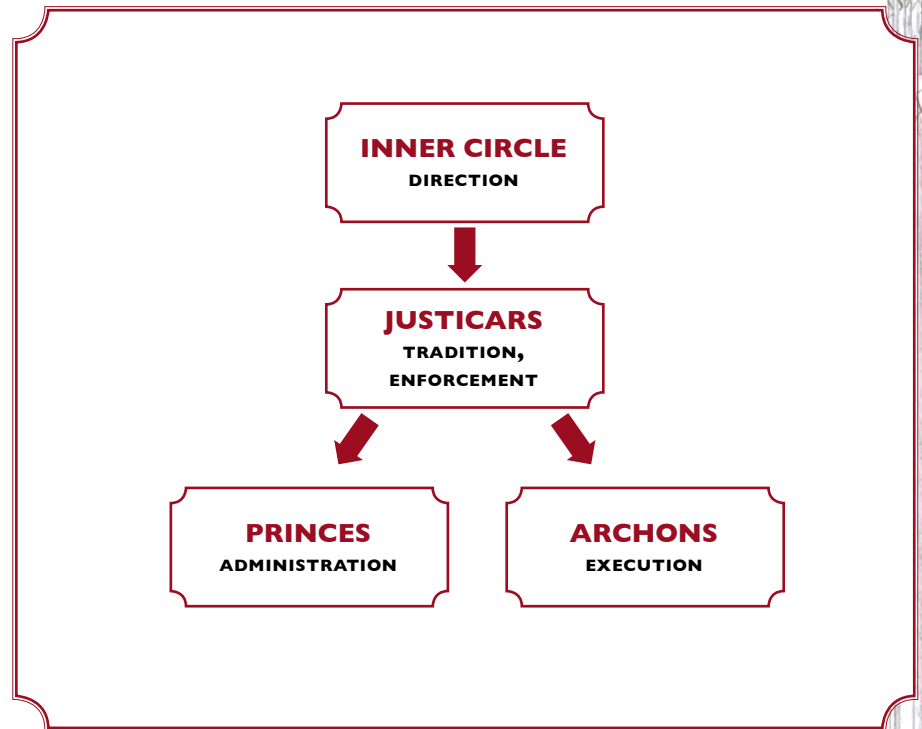 INNER CIRCLE
DIRECTION
JUSTICARS
TRADITION,
ENFORCEMENT
PRINCES
ADMINISTRATION
ARCHONS
EXECUTION